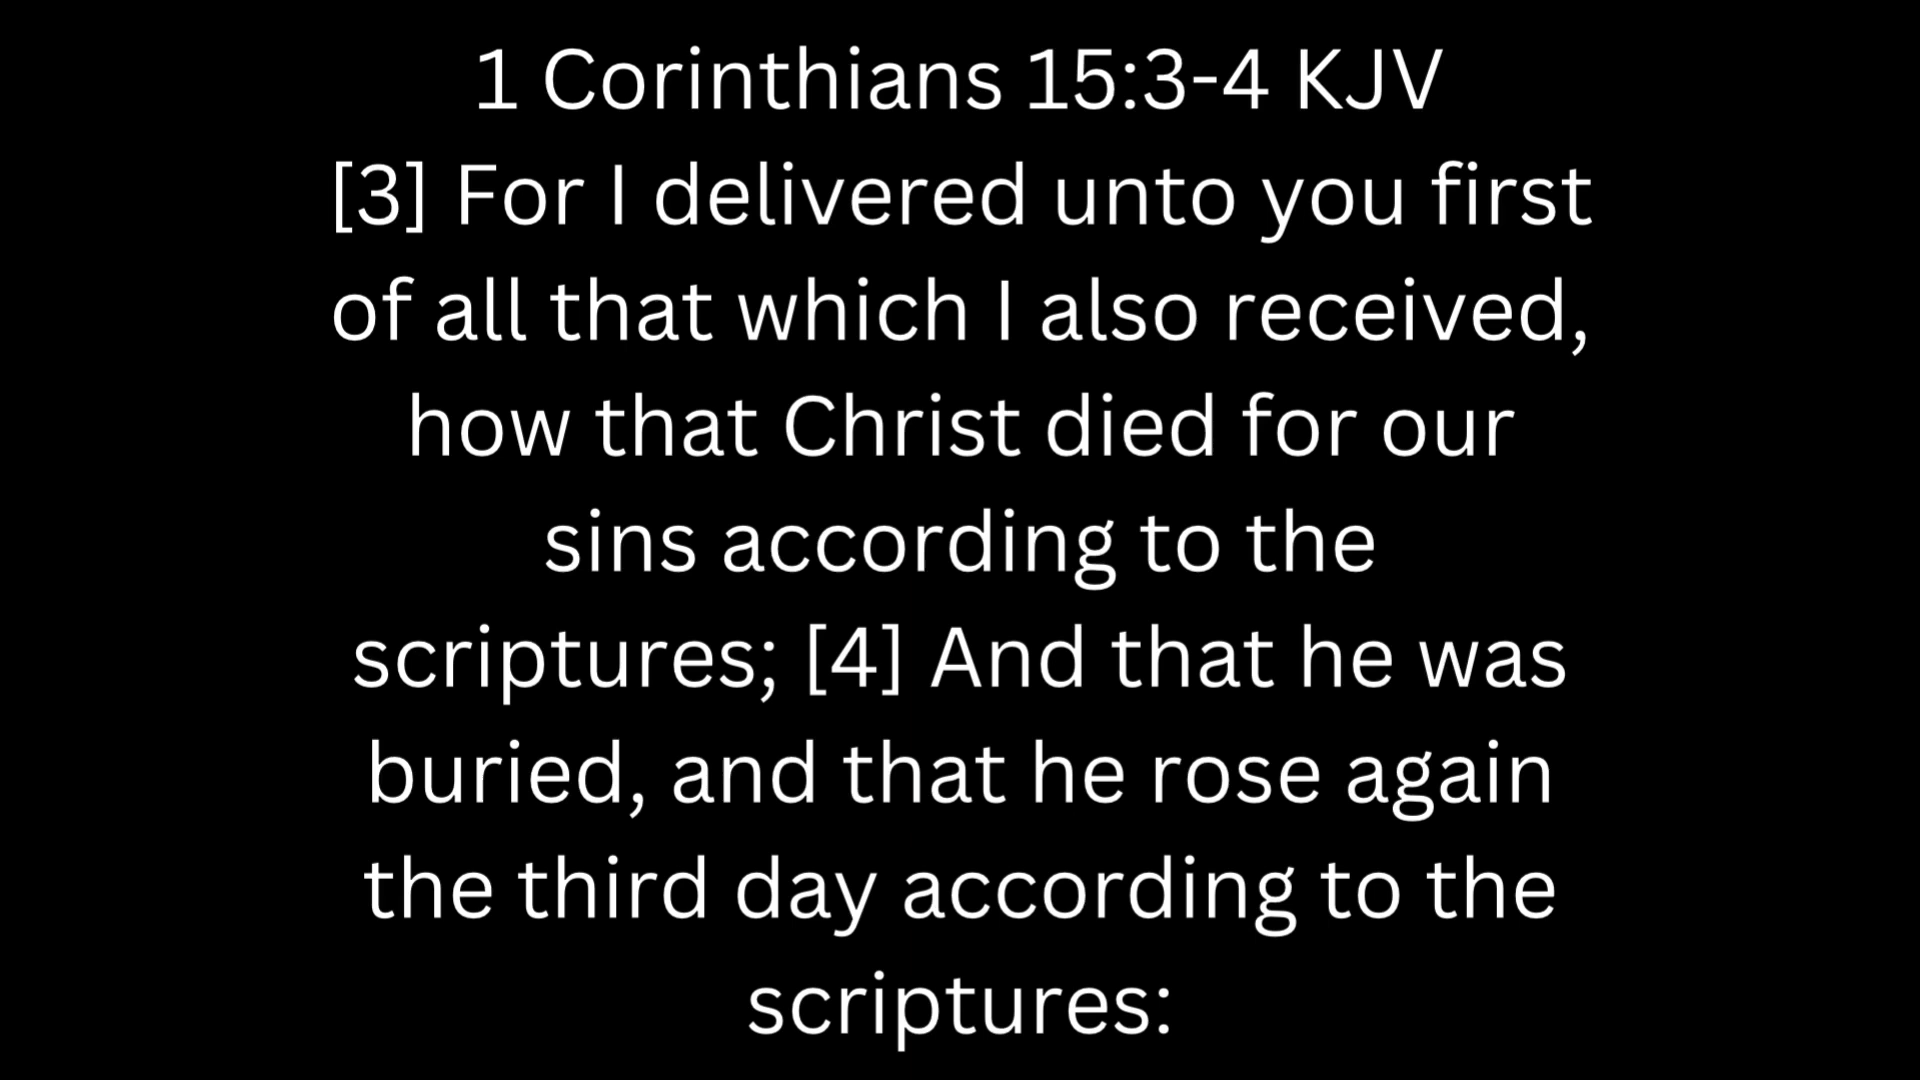 1 Corinthians 15:3-4 KJV
[3] For I delivered unto you first
of all that which I also received,
how that Christ died for our
sins according to the
scriptures; [4] And that he was
buried, and that he rose again
the third day according to the
scriptures: